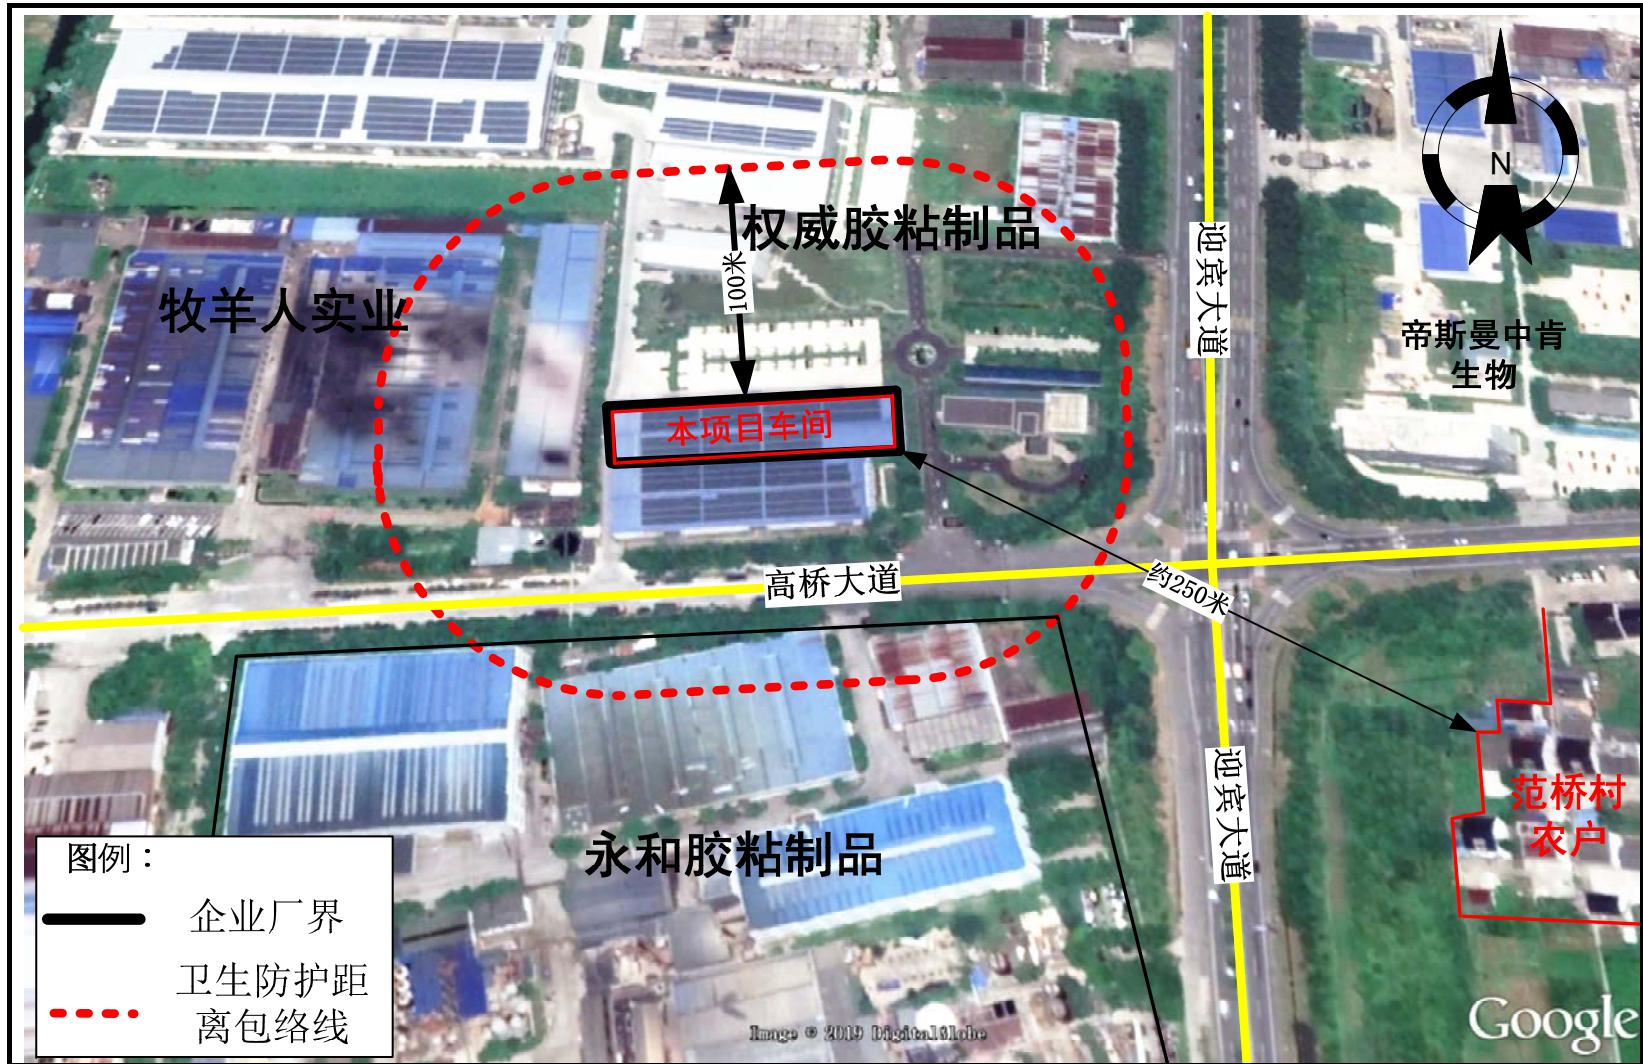 N
权威胶粘制品
迎宾大道
牧羊人实业
100米
帝斯曼中肯
生物
本项目车间
高桥大道
约250米
迎宾大道
范桥村
农户
永和胶粘制品
图例：
企业厂界
卫生防护距
离包络线
Image © 2019 DigitalGlobe
Google